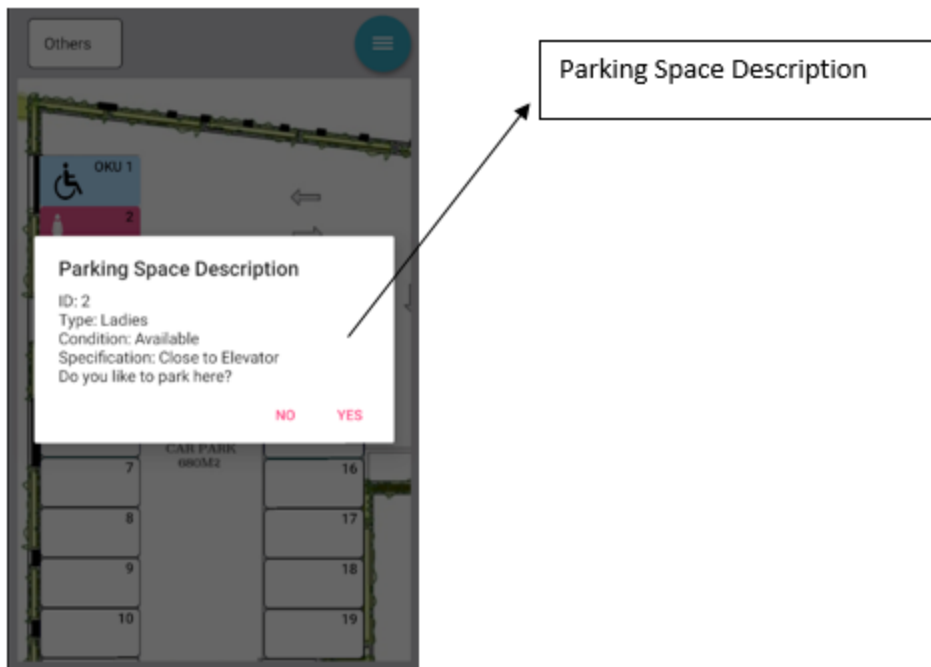 Others
Parking Space Description
OKU 1
2
Parking Space Description
ID: 2
Type: Ladies
Condition: Available
Specification: Close to Elevator
Do you like to park here?
NO YES
CAR PARK
680M2
7 16
8 17
9 18
10 19